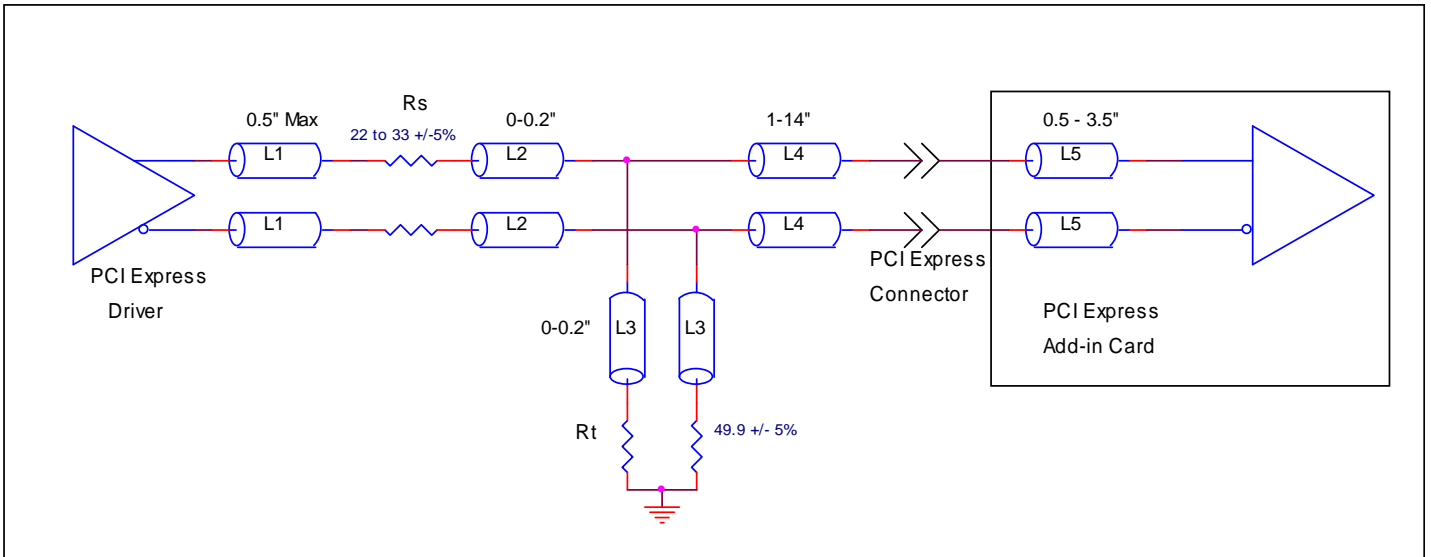 Rs
0.5" Max
22 to 33 +/-5%
0-0.2"
1-14"
0.5 - 3.5"
L1
L2
L4
L5
L1
L2
L4
L5
PCI Express
Driver
PCI Express
Connector
0-0.2"
L3
L3
PCI Express
Add-in Card
Rt
49.9 +/- 5%